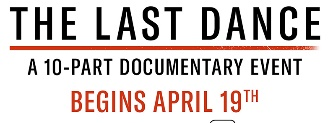 THE LAST DANCE
A 10-PART DOCUMENTARY EVENT
BEGINS APRIL 19TH